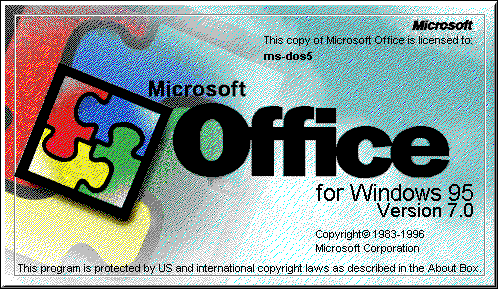 Microsoft
This copy of Microsoft Office is licensed to:
ms-dos5
Microsoft
Office
for Windows 95
Version 7.0
Copyright© 1983-1996
Microsoft Corporation
This program is protected by US and international copyright laws as described in the About Box.